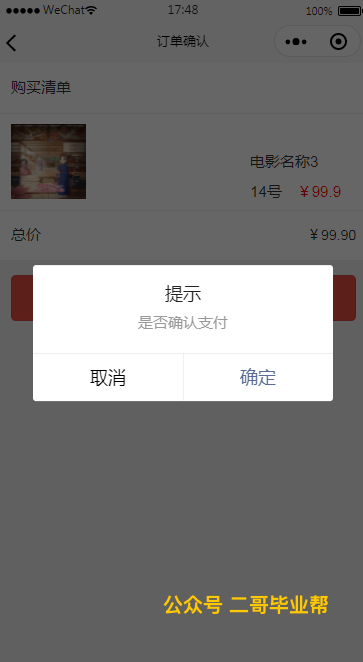 WeChat 17:48 100%
订单确认
购买清单
电影名称3
14号 ￥99.9
总价 ￥99.90
提示
是否确认支付
取消 确定
公众号 二哥毕业帮